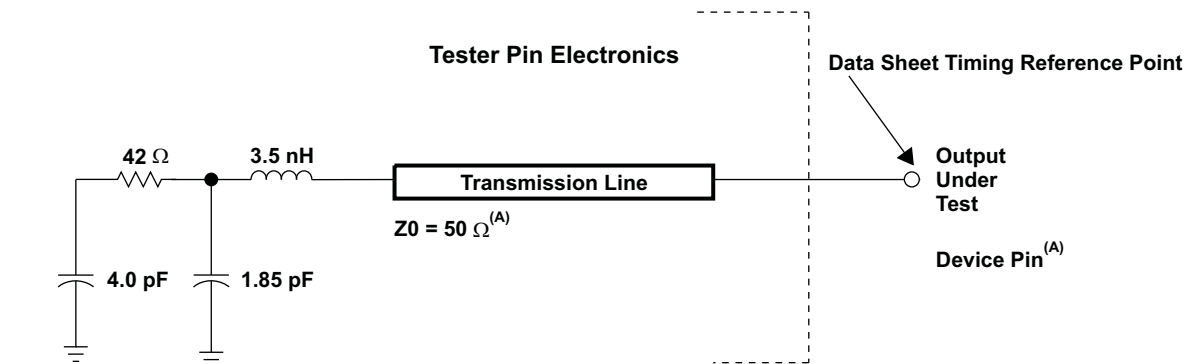 Tester Pin Electronics
Data Sheet Timing Reference Point
42 Ω
3.5 nH
Transmission Line
Output
Under
Test
Z0 = 50 Ω(A)
Device Pin(A)
4.0 pF
1.85 pF